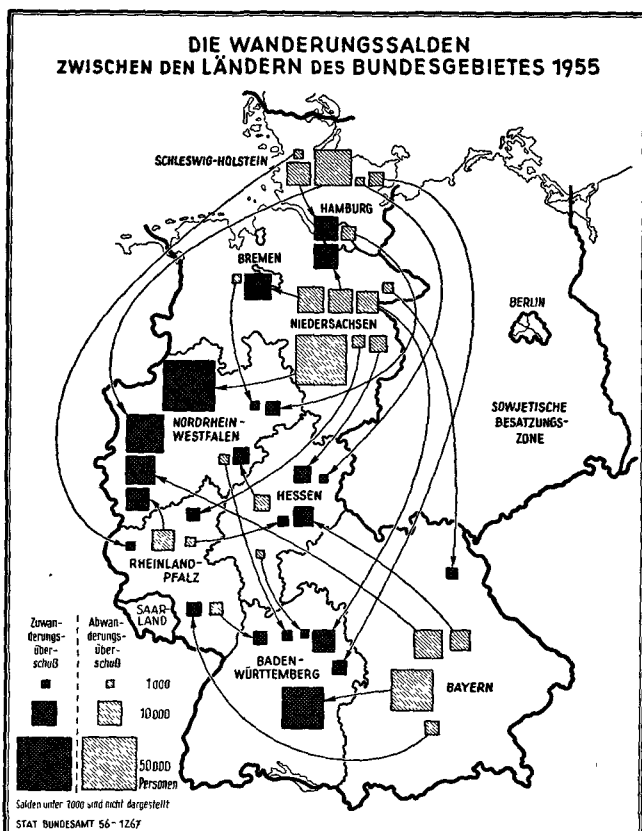 DIE WANDERUNGSSALDEN
ZWISCHEN DEN LÄNDERN DES BUNDESGEBIETES 1955
SCHLESWIG-HOLSTEIN
HAMBURG
BREMEN
NIEDERSACHSEN
BERLIN
SOWJETISCHE
BESATZUNGS-
ZONE
NORDRHEIN-
WESTFALEN
HESSEN
RHEINLAND-
PFALZ
SAAR-
LAND
BADEN-
WÜRTTEMBERG
BAYERN
Zuwan-
derungs-
über-
schuß
Abwan-
derungs-
über-
schuß
1000
10000
50000
Personen
Salden unter 1000 sind nicht dargestellt
STAT BUNDESAMT 56-1267